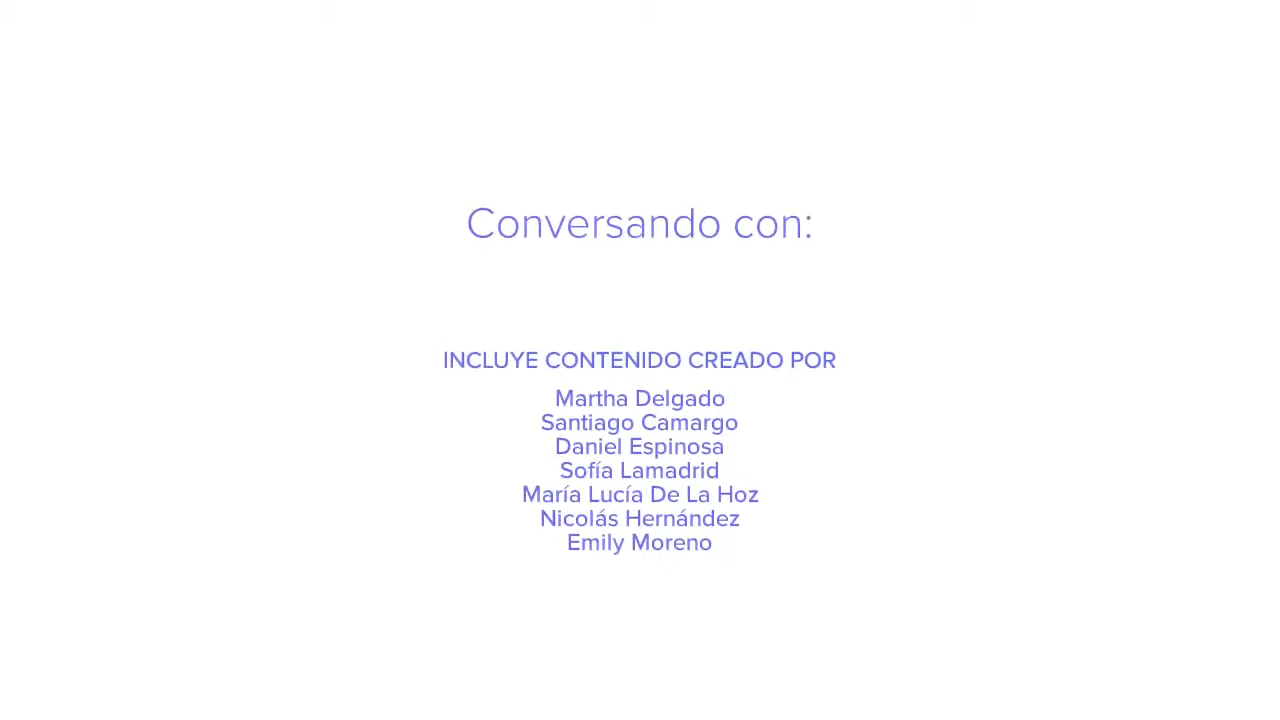 Conversando con:
INCLUYE CONTENIDO CREADO POR
Martha Delgado
Santiago Camargo
Daniel Espinosa
Sofía Lamadrid
María Lucía De La Hoz
Nicolás Hernández
Emily Moreno